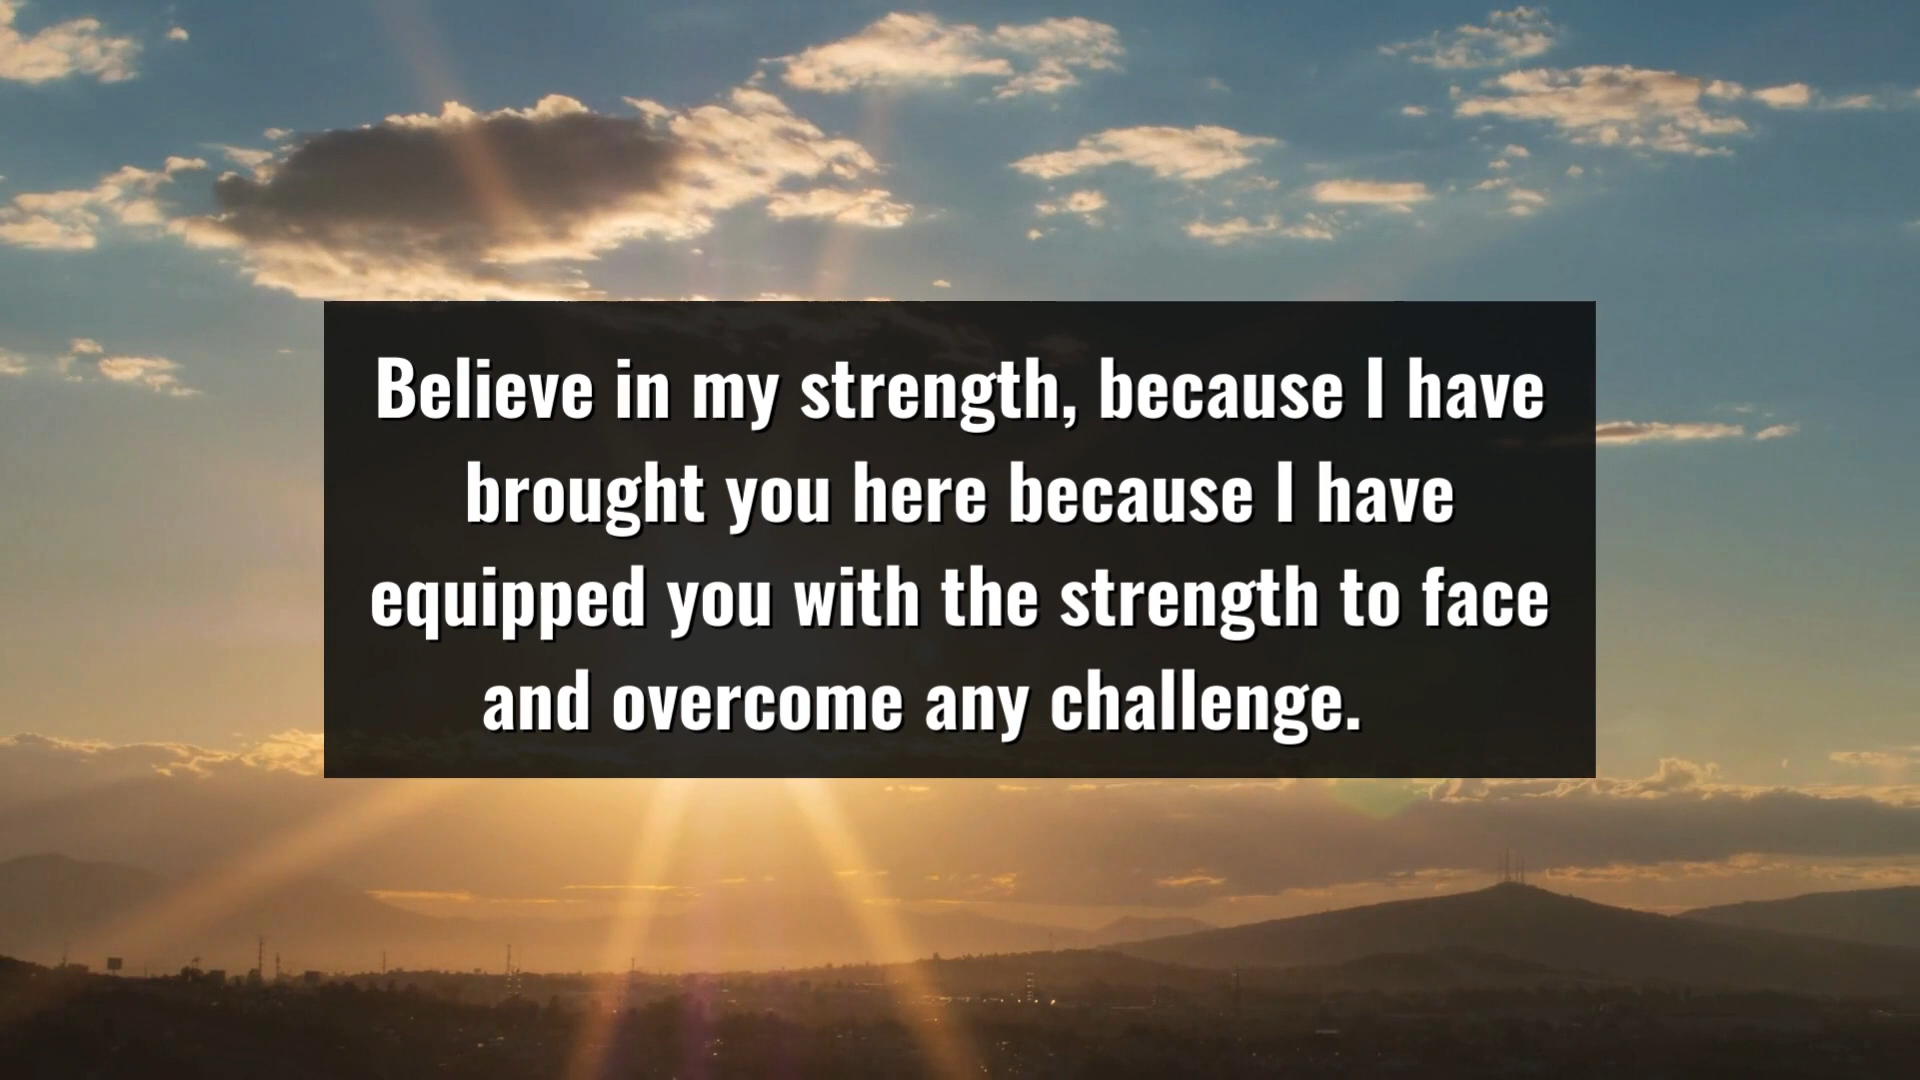 Believe in my strength, because I have
brought you here because I have
equipped you with the strength to face
and overcome any challenge.